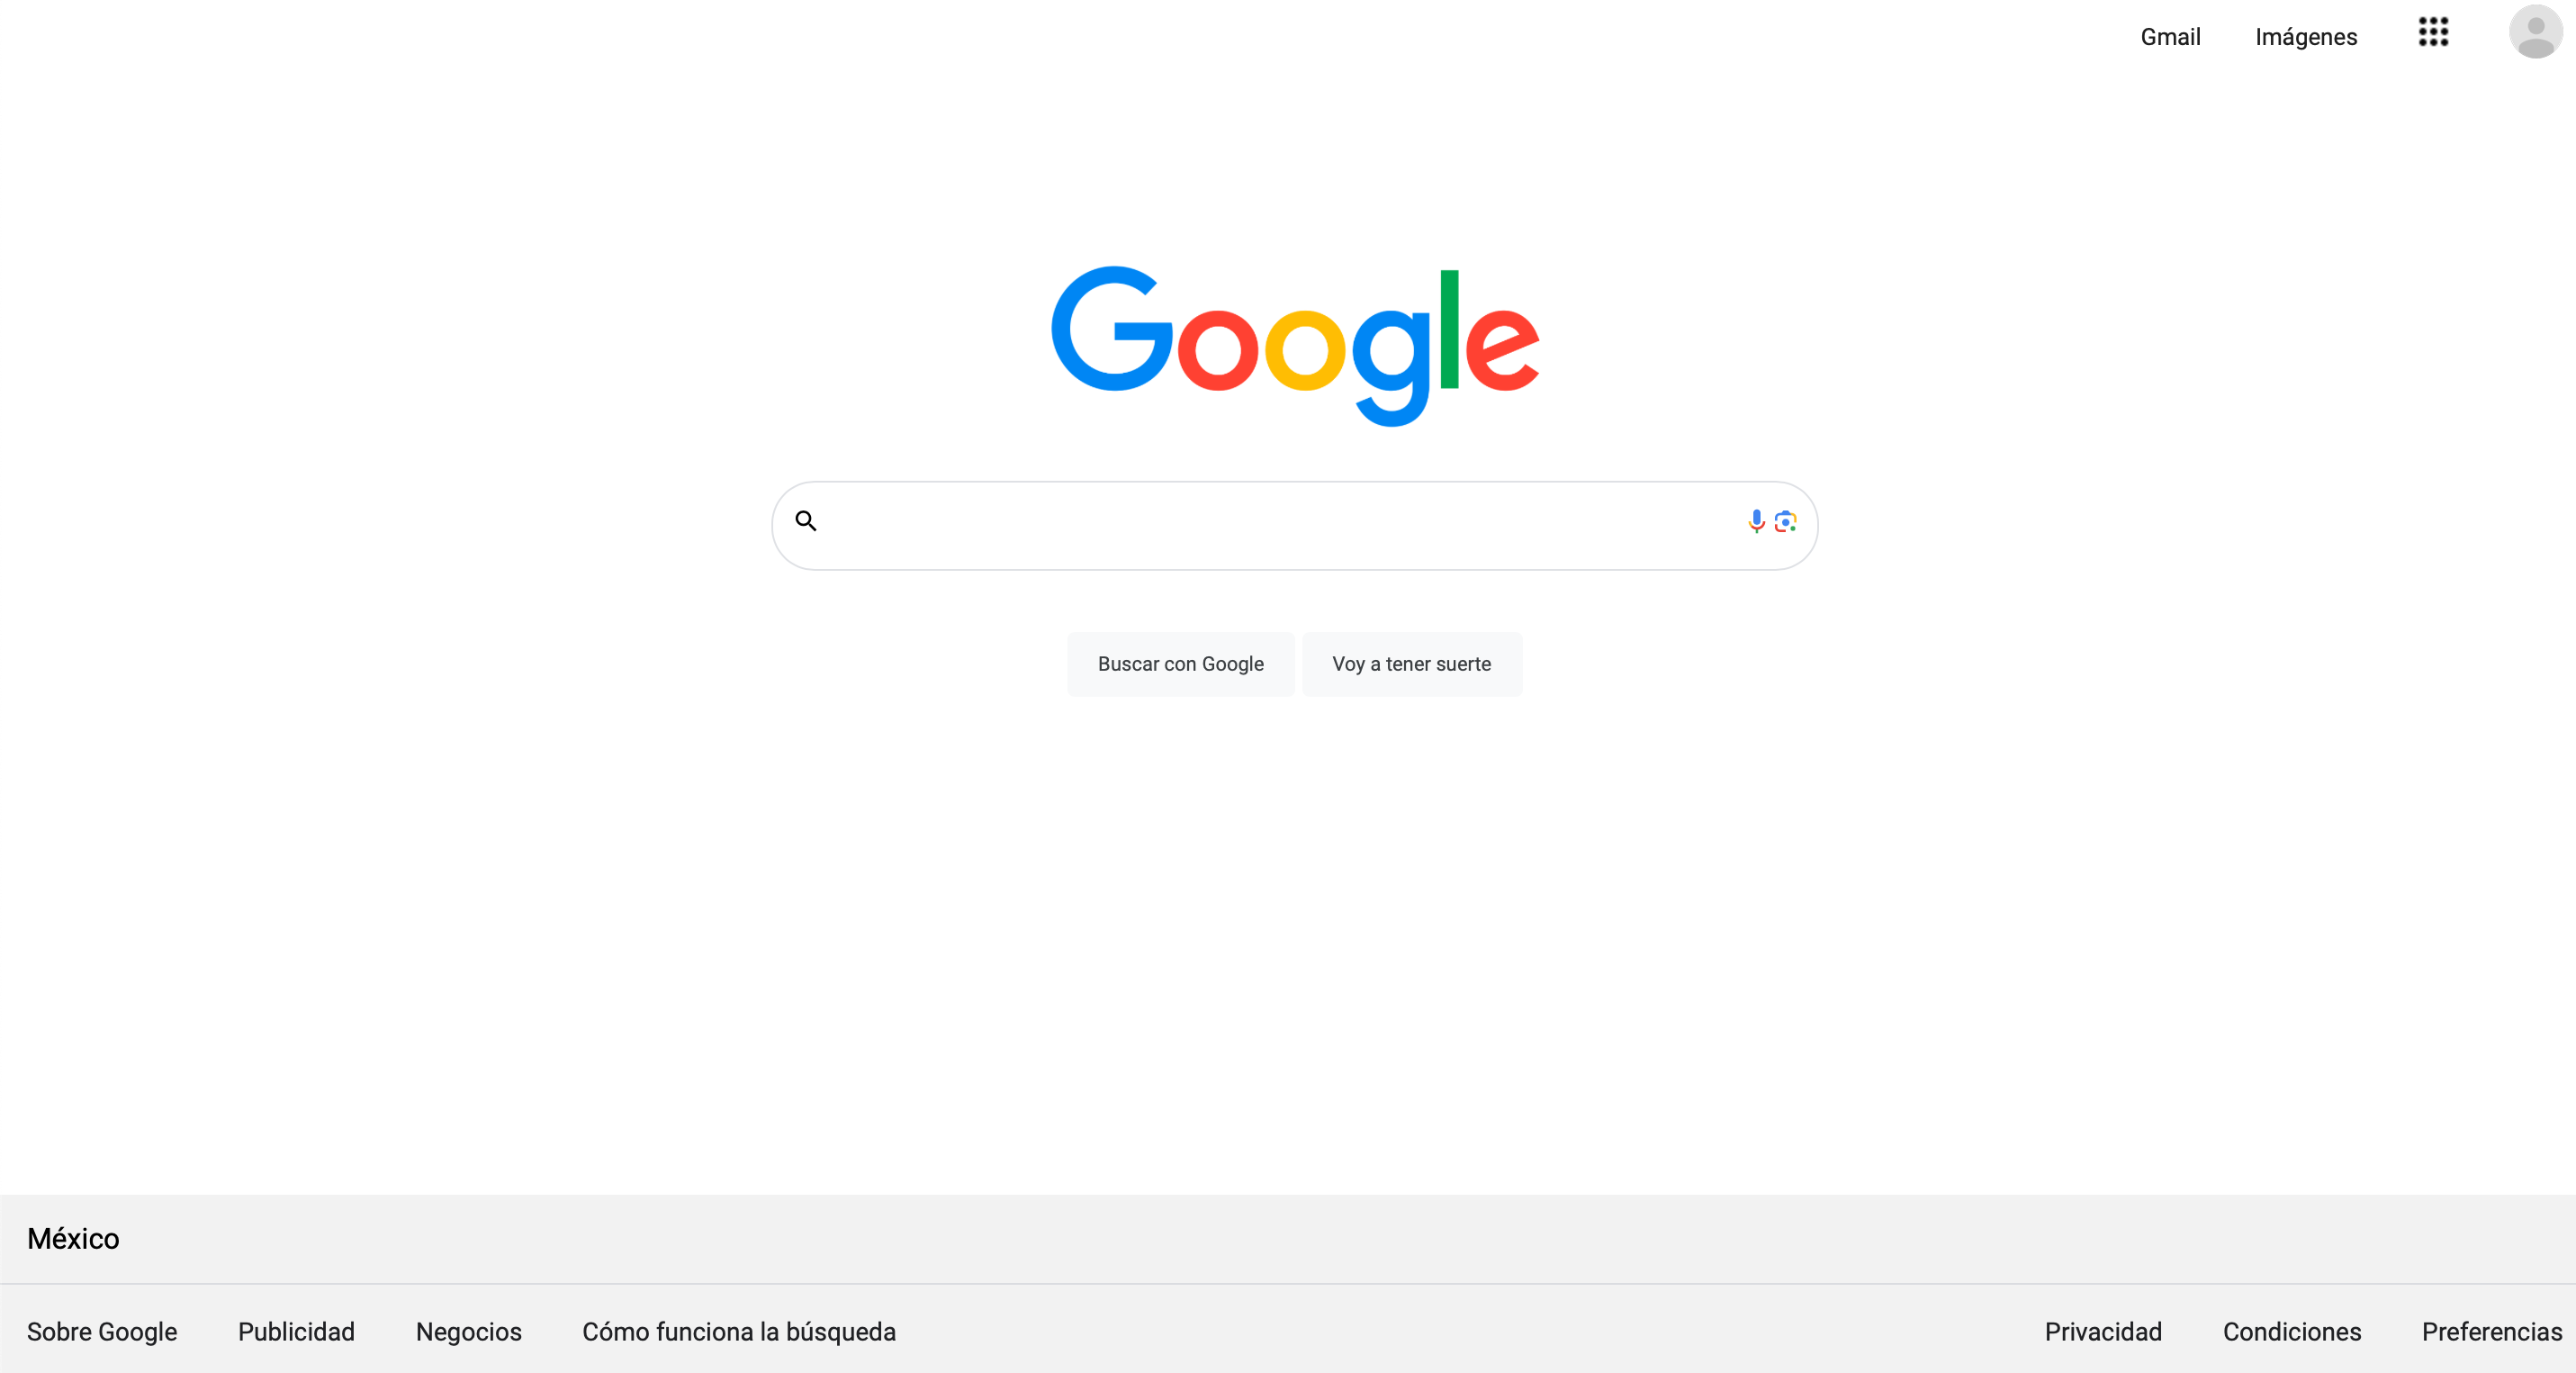 Gmail Imágenes
Google
Buscar con Google Voy a tener suerte
México
Sobre Google Publicidad Negocios Cómo funciona la búsqueda Privacidad Condiciones Preferencias